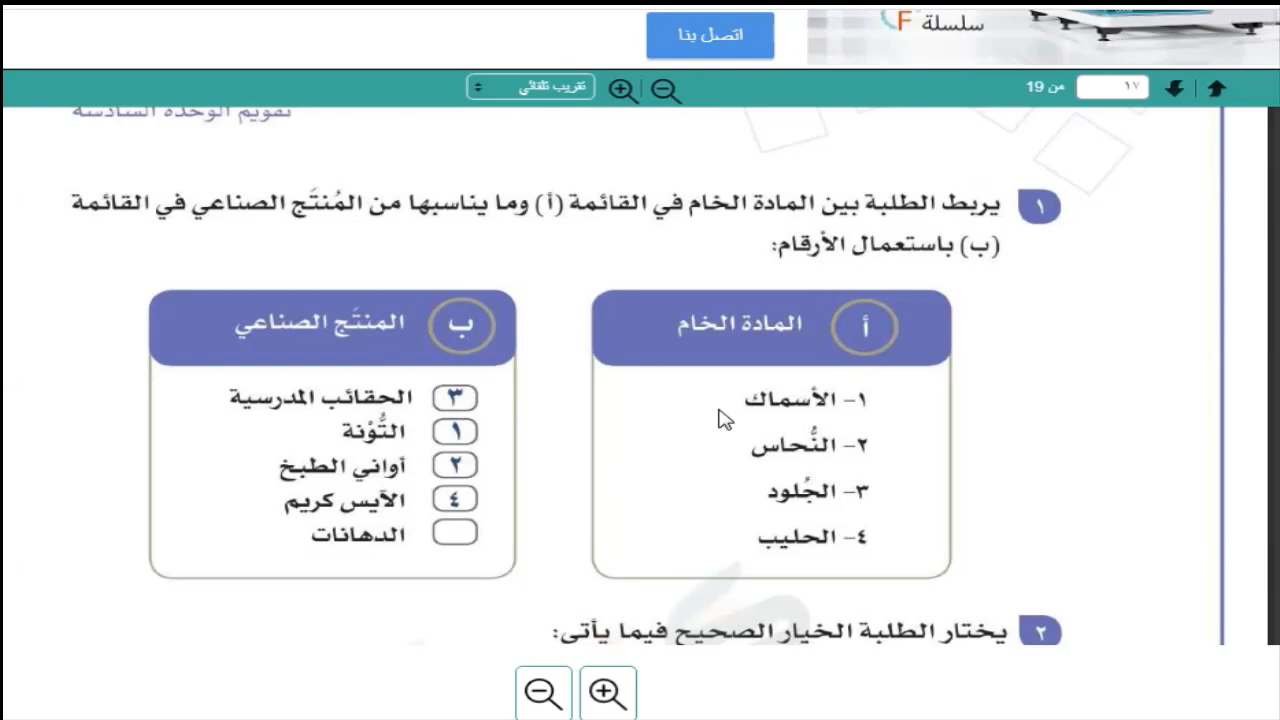 سلسلة F
اتصل بنا
١٧ من 19
تقريب تلقائي
تقويم الوحدة السادسة
١ يربط الطلبة بين المادة الخام في القائمة (أ) وما يناسبها من المُنتَج الصناعي في القائمة
(ب) باستعمال الأرقام:
أ المادة الخام
١- الأسماك
٢- النُّحاس
٣- الجُلود
٤- الحليب
ب المنتَج الصناعي
٣ الحقائب المدرسية
١ التُّوْنة
٢ أواني الطبخ
٤ الآيس كريم
الدهانات
٢ يختار الطلبة الخيار الصحيح فيما يأتي: